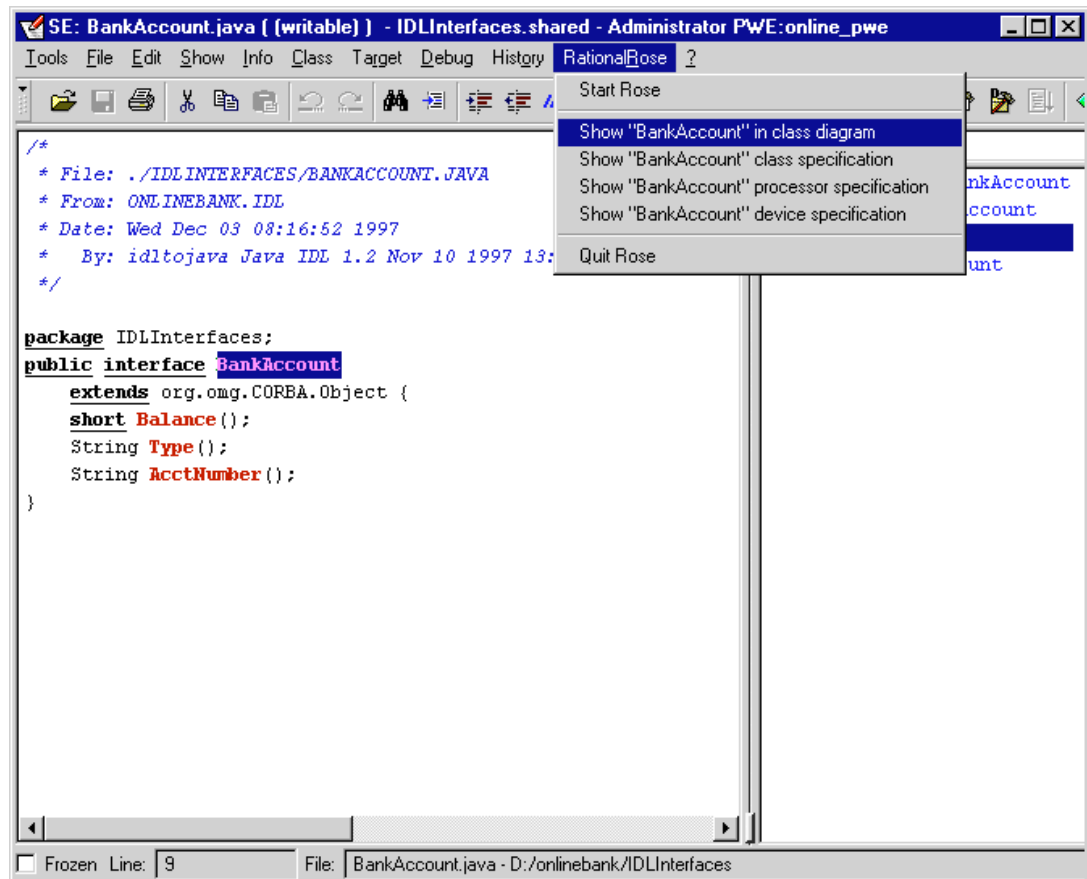 SE: BankAccount.java ( (writable) ) - IDLInterfaces.shared - Administrator PWE:online_pwe
Tools File Edit Show Info Class Target Debug History RationalRose ?
Start Rose
Show "BankAccount" in class diagram
Show "BankAccount" class specification
Show "BankAccount" processor specification
Show "BankAccount" device specification
Quit Rose
/*
* File: ./IDLINTERFACES/BANKACCOUNT.JAVA
* From: ONLINEBANK.IDL
* Date: Wed Dec 03 08:16:52 1997
* By: idltojava Java IDL 1.2 Nov 10 1997 13:
*/
package IDLInterfaces;
public interface BankAccount
extends org.omg.CORBA.Object {
short Balance();
String Type();
String AcctNumber();
}
nkAccount
ccount
unt
Frozen Line: 9 File: BankAccount.java - D:/onlinebank/IDLInterfaces